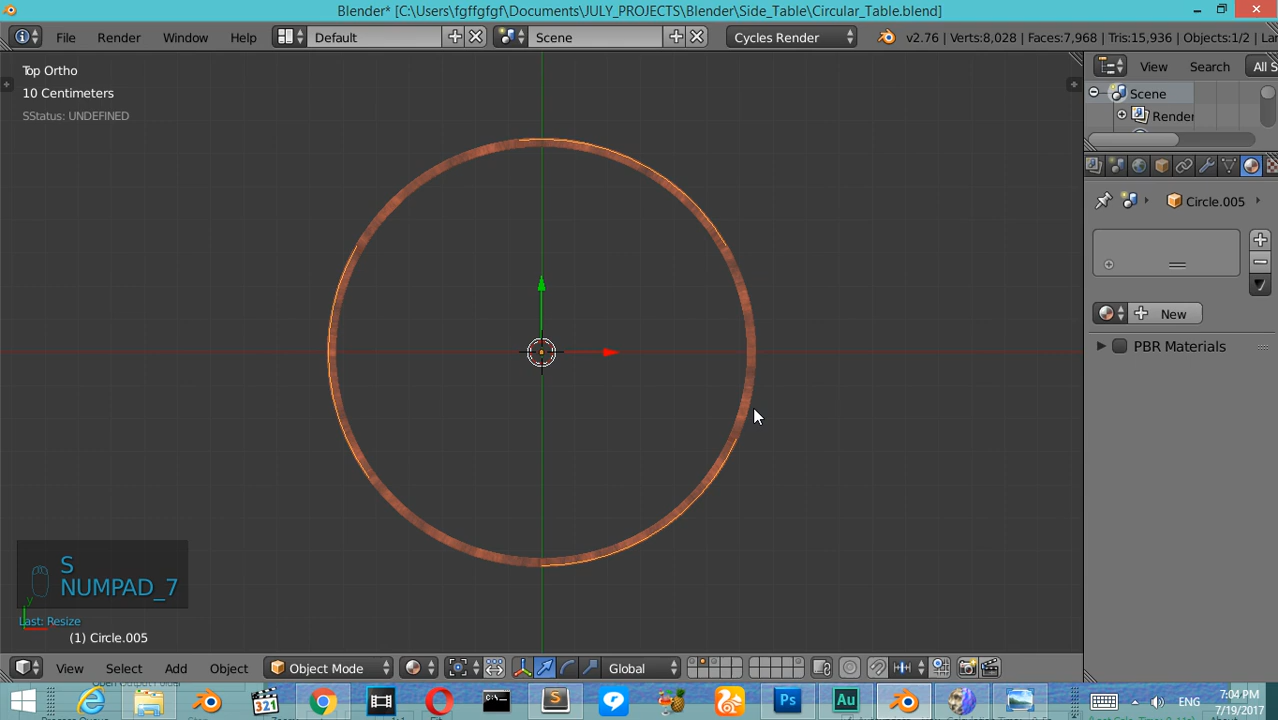 Blender* [C:\Users\fgffgfgf\Documents\JULY_PROJECTS\Blender\Side_Table\Circular_Table.blend]
File Render Window Help Default Scene Cycles Render v2.76 | Verts:8,028 | Faces:7,968 | Tris:15,936 | Objects:1/2 | La
Top Ortho
10 Centimeters
SStatus: UNDEFINED
View Search All S
Scene
Render
Circle.005
New
PBR Materials
S
NUMPAD_7
y
Last: Resize
(1) Circle.005
View Select Add Object Object Mode Global
321
S
Ps
Au
ENG
7:04 PM
7/19/2017